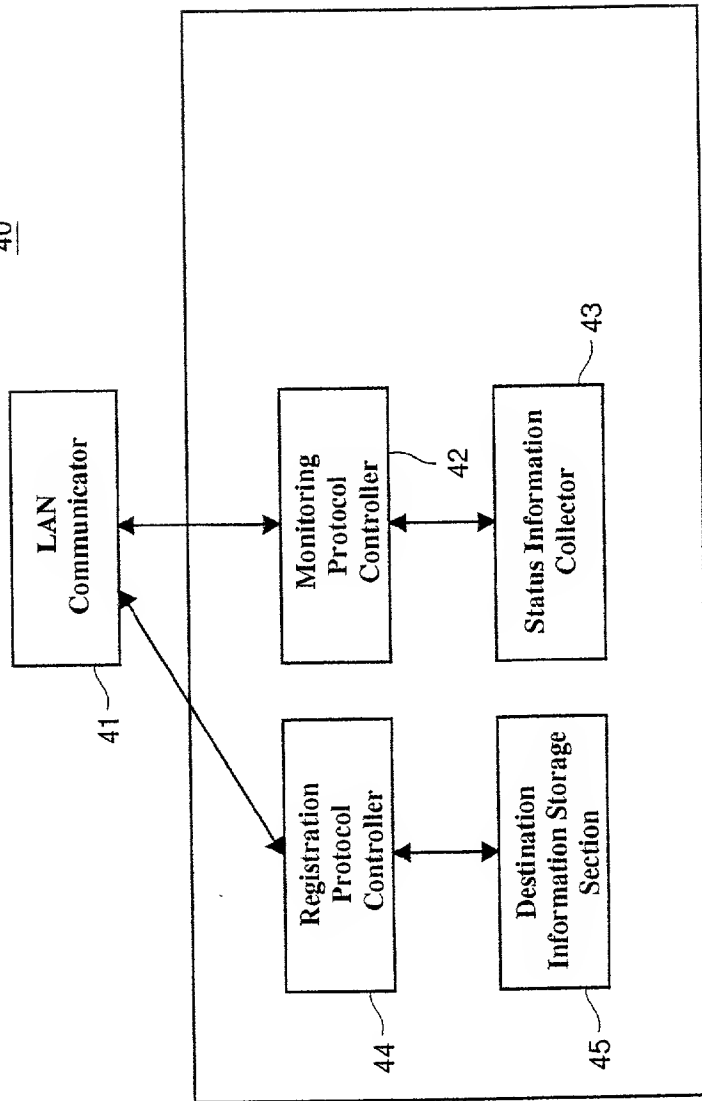 40
LAN
Communicator
41
Registration
Protocol
Controller
44
Monitoring
Protocol
Controller
42
Destination
Information Storage
Section
45
Status Information
Collector
43